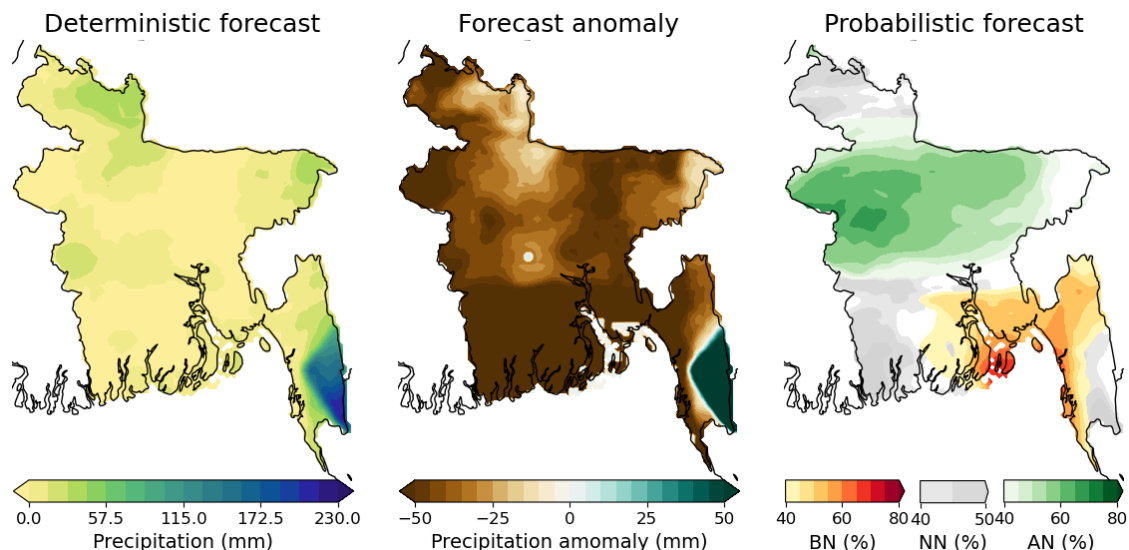 Deterministic forecast
Forecast anomaly
Probabilistic forecast
0.0 57.5 115.0 172.5 230.0
Precipitation (mm)
−50 −25 0 25 50
Precipitation amomaly (mm)
40 60 80
BN (%)
40 50
NN (%)
40 60 80
AN (%)